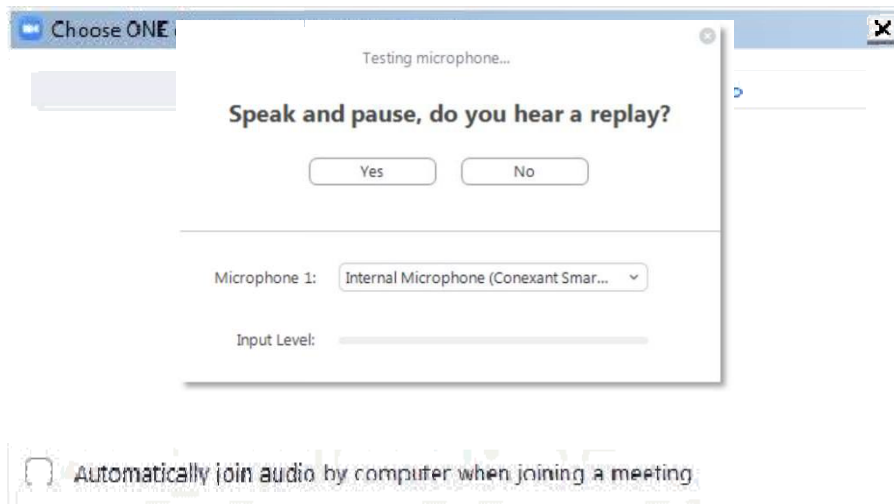 Choose ONE
Testing microphone...
Speak and pause, do you hear a replay?
Yes No
Microphone 1: Internal Microphone (Conexant Smar...
Input Level:
Automatically join audio by computer when joining a meeting